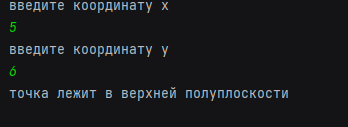 введите координату x
5
введите координату y
6
точка лежит в верхней полуплоскости